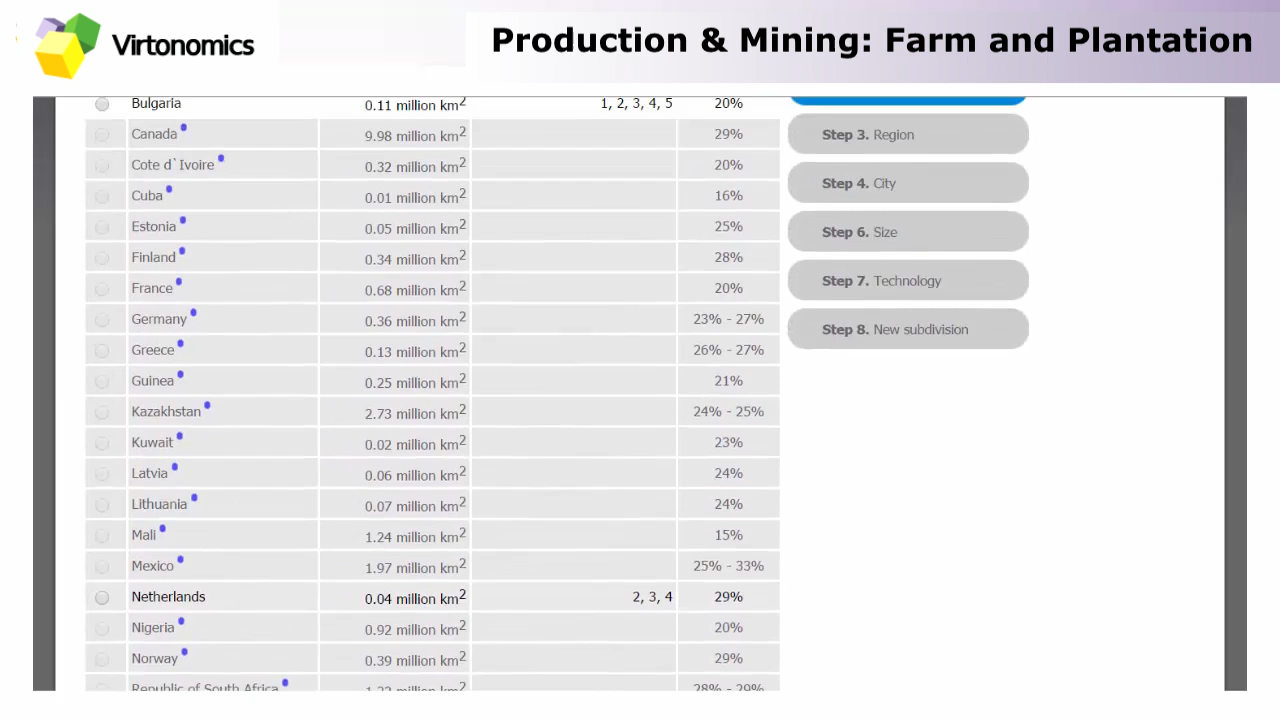 Virtonomics
Production & Mining: Farm and Plantation
Bulgaria 0.11 million km2 1, 2, 3, 4, 5 20%
Canada 9.98 million km2 29%
Cote d`Ivoire 0.32 million km2 20%
Cuba 0.01 million km2 16%
Estonia 0.05 million km2 25%
Finland 0.34 million km2 28%
France 0.68 million km2 20%
Germany 0.36 million km2 23% - 27%
Greece 0.13 million km2 26% - 27%
Guinea 0.25 million km2 21%
Kazakhstan 2.73 million km2 24% - 25%
Kuwait 0.02 million km2 23%
Latvia 0.06 million km2 24%
Lithuania 0.07 million km2 24%
Mali 1.24 million km2 15%
Mexico 1.97 million km2 25% - 33%
Netherlands 0.04 million km2 2, 3, 4 29%
Nigeria 0.92 million km2 20%
Norway 0.39 million km2 29%
Republic of South Africa million km2 28% - 29%
Step 3. Region
Step 4. City
Step 6. Size
Step 7. Technology
Step 8. New subdivision